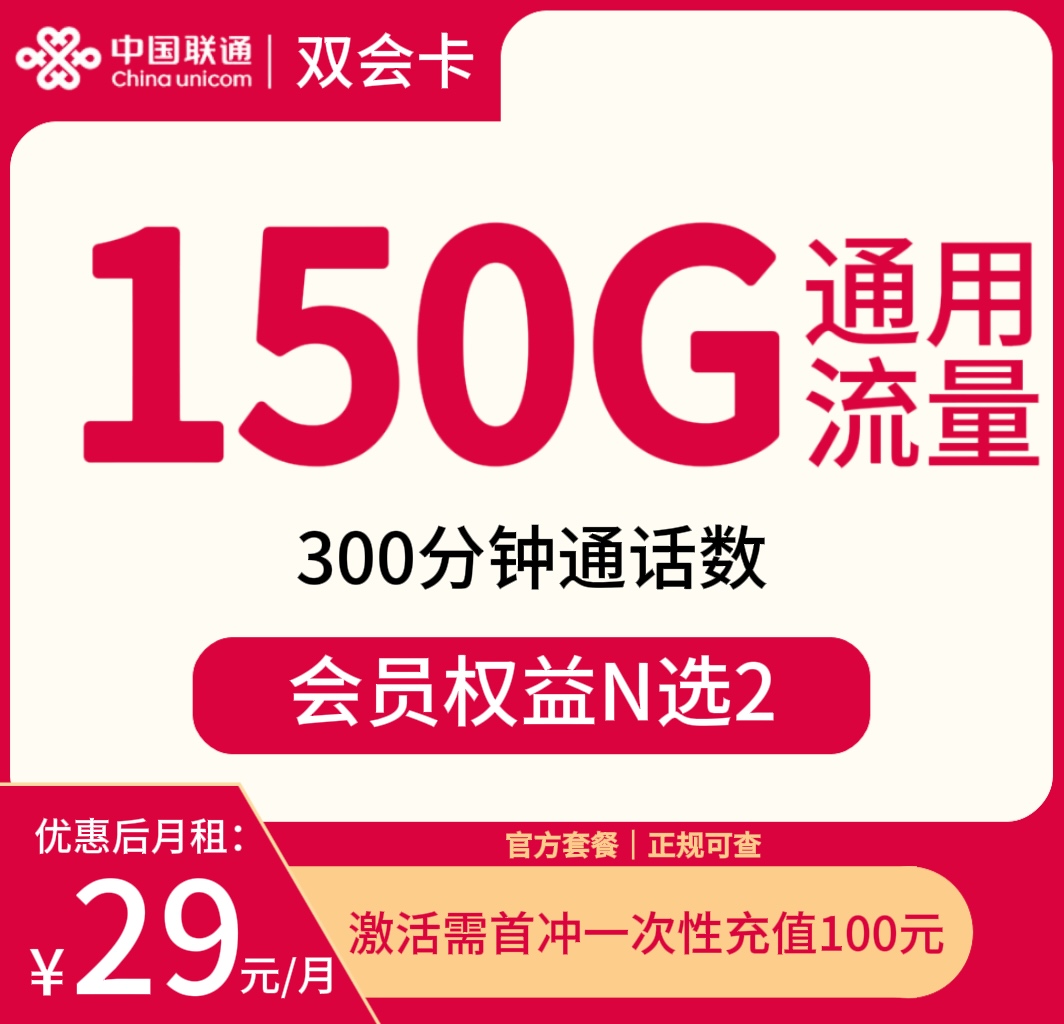 中国联通
China unicom
双会卡
150G
通用
流量
300分钟通话数
会员权益N选2
优惠后月租：
¥29元/月
官方套餐｜正规可查
激活需首冲一次性充值100元